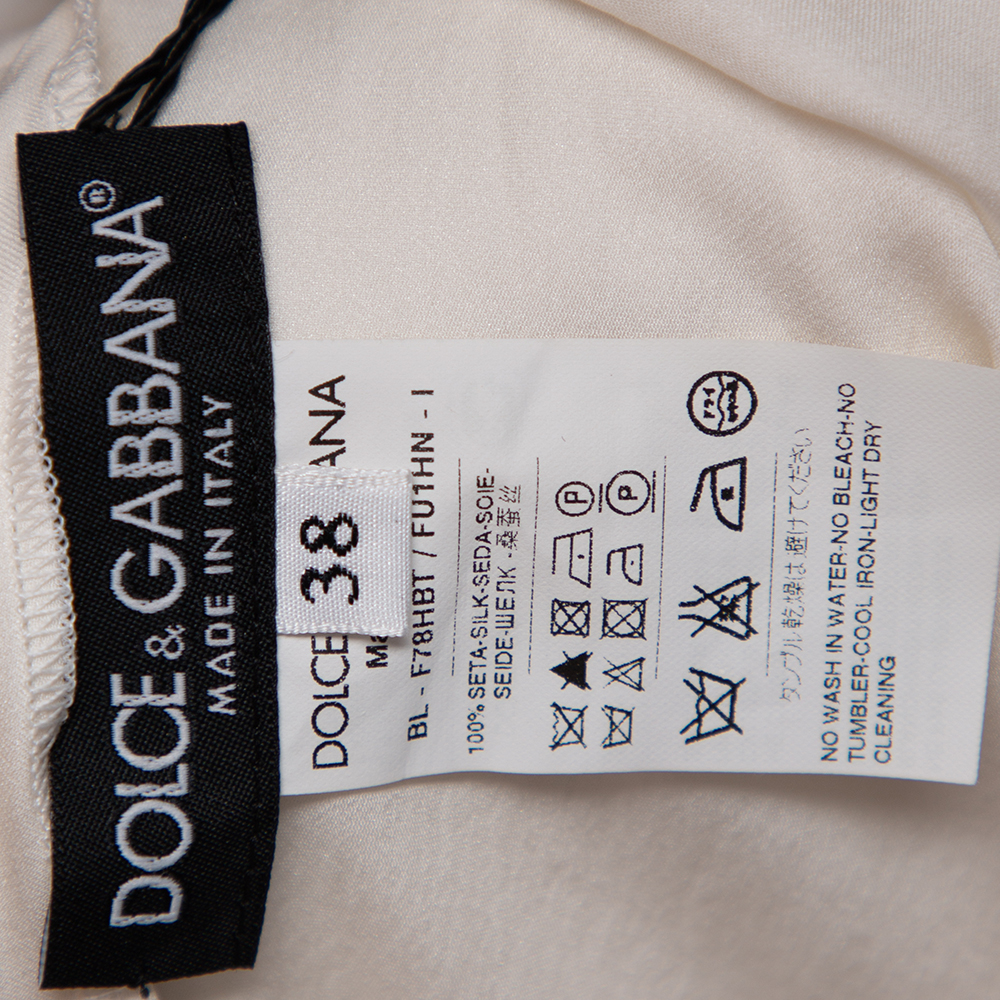 DOLCE & GABBANA®
MADE IN ITALY
38
DOLCE ANA
BL - F78HBT / FU1HN - I
100% SETA-SILK-SEDA-SOIE-
SEIDE-ШЕЛК -桑蚕丝
P P
タンブル乾燥は避けてください
NO WASH IN WATER-NO BLEACH-NO
TUMBLER-COOL IRON-LIGHT DRY
CLEANING